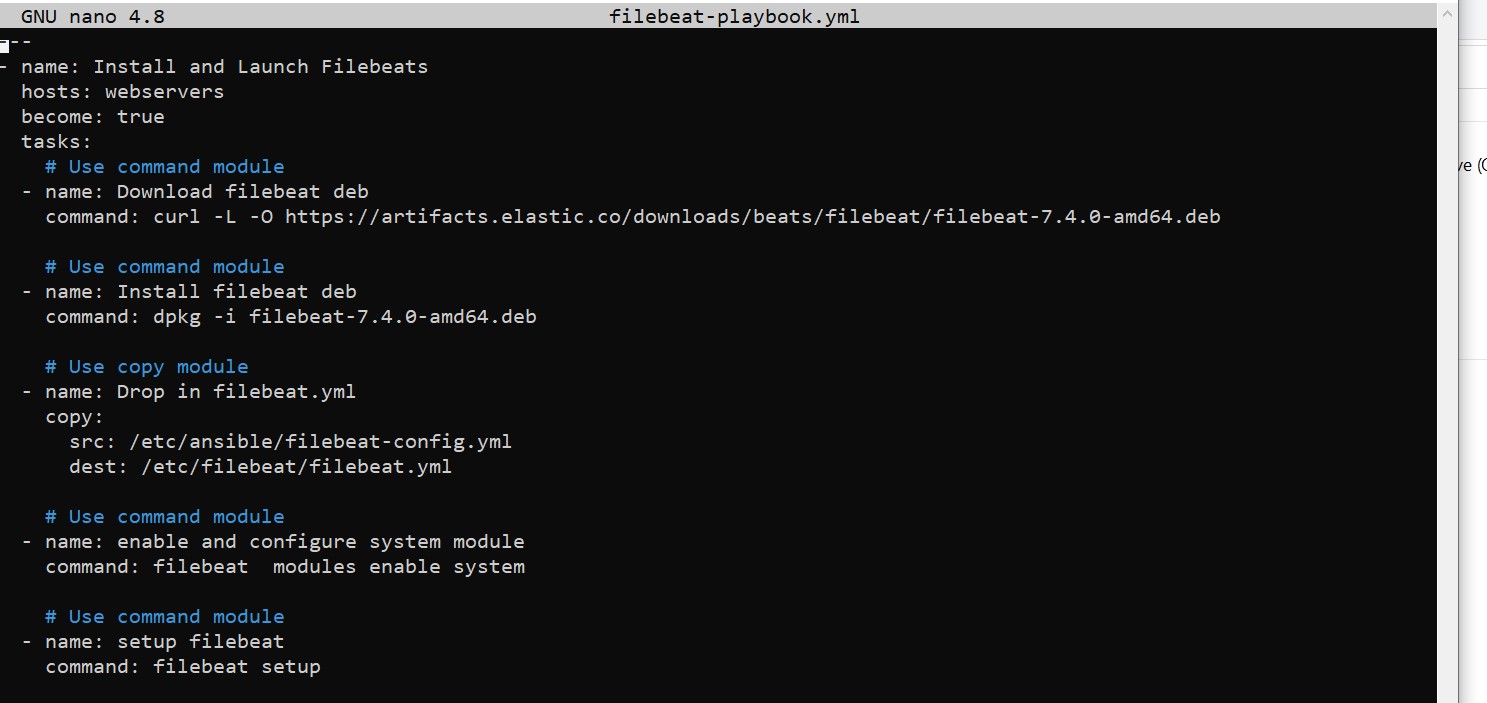 GNU nano 4.8 filebeat-playbook.yml
---
- name: Install and Launch Filebeats
  hosts: webservers
  become: true
  tasks:
    # Use command module
  - name: Download filebeat deb
    command: curl -L -O https://artifacts.elastic.co/downloads/beats/filebeat/filebeat-7.4.0-amd64.deb

    # Use command module
  - name: Install filebeat deb
    command: dpkg -i filebeat-7.4.0-amd64.deb

    # Use copy module
  - name: Drop in filebeat.yml
    copy:
      src: /etc/ansible/filebeat-config.yml
      dest: /etc/filebeat/filebeat.yml

    # Use command module
  - name: enable and configure system module
    command: filebeat  modules enable system

    # Use command module
  - name: setup filebeat
    command: filebeat setup